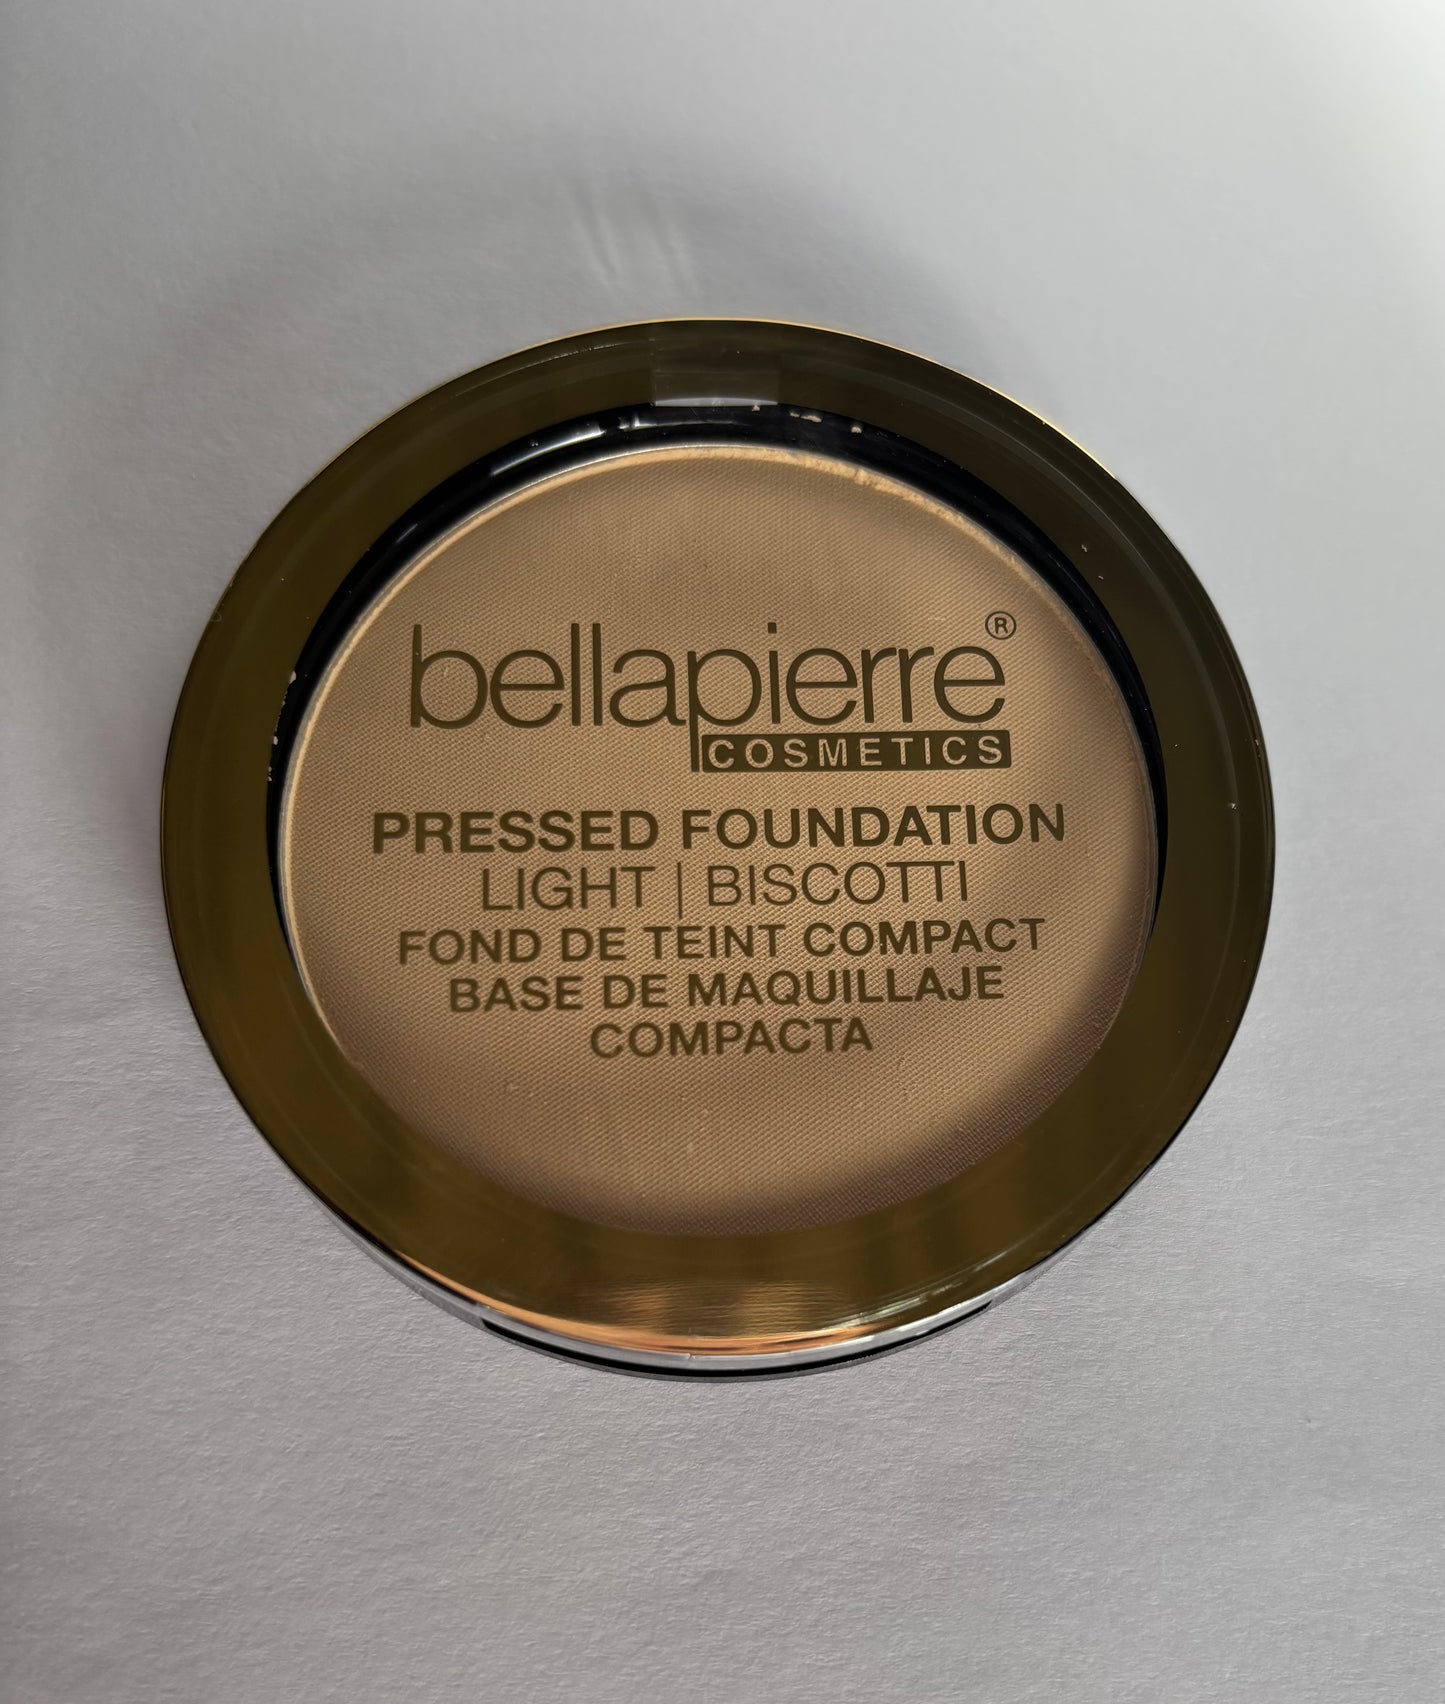 bellapierre®
COSMETICS
PRESSED FOUNDATION
LIGHT | BISCOTTI
FOND DE TEINT COMPACT
BASE DE MAQUILLAJE
COMPACTA